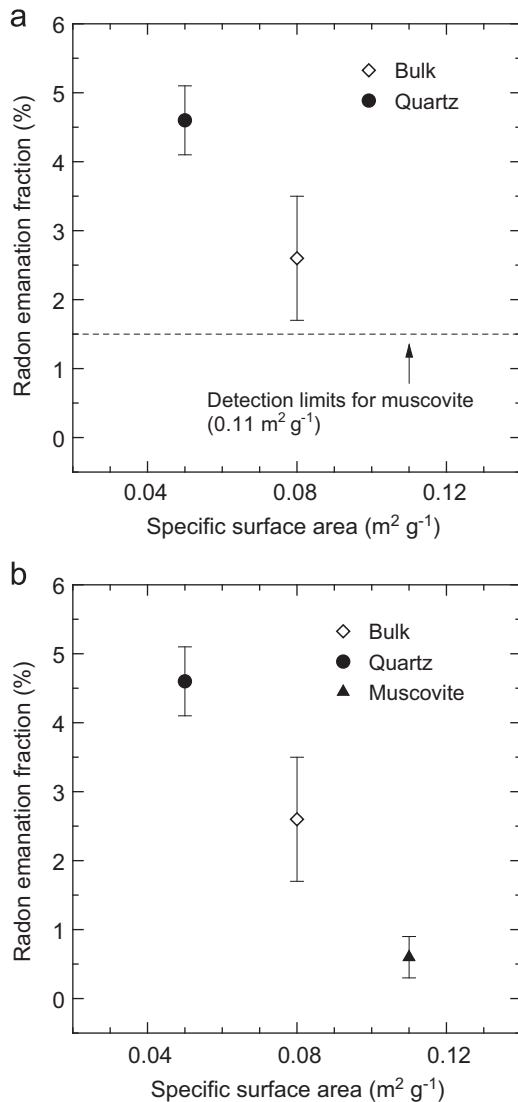 a
6
5
4
3
2
1
0
Radon emanation fraction (%)
Bulk
Quartz
Detection limits for muscovite
(0.11 m² g⁻¹)
0.04 0.08 0.12
Specific surface area (m² g⁻¹)
b
6
5
4
3
2
1
0
Radon emanation fraction (%)
Bulk
Quartz
Muscovite
0.04 0.08 0.12
Specific surface area (m² g⁻¹)